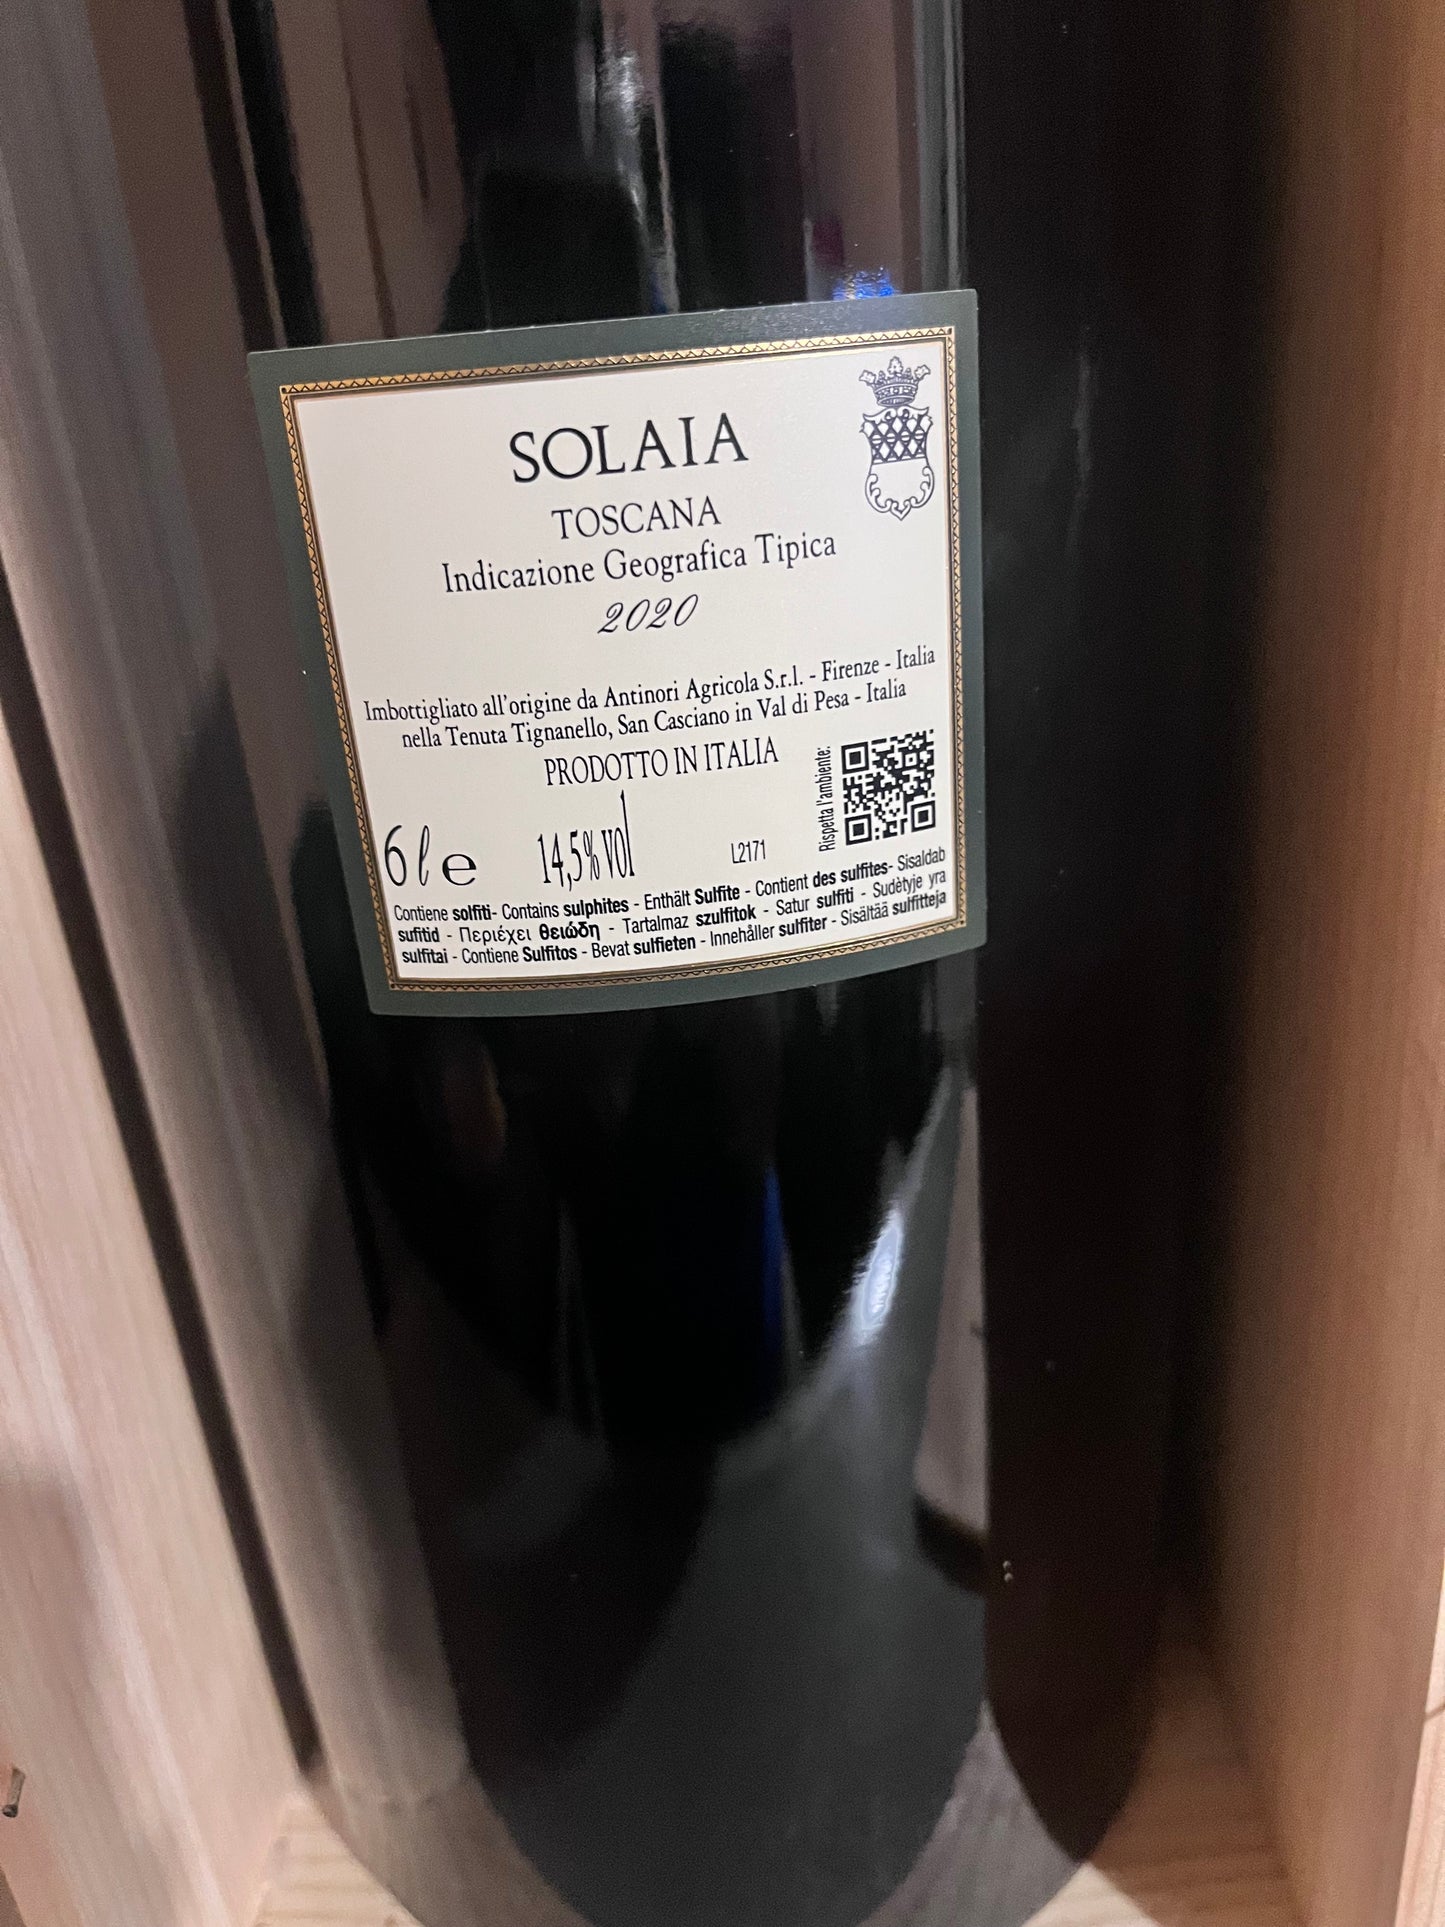 SOLAIA
TOSCANA
Indicazione Geografica Tipica
2020
Imbottigliato all'origine da Antinori Agricola S.r.l. - Firenze - Italia
nella Tenuta Tignanello, San Casciano in Val di Pesa - Italia
PRODOTTO IN ITALIA
Rispetta l'ambiente:
6 ℓ e 14,5% vol L2171
Contiene solfiti- Contains sulphites - Enthält Sulfite - Contient des sulfites- Sisaldab
sufitid - Περιέχει θειώδη - Tartalmaz szulfitok - Satur sulfiti - Sudètyje yra
sulfitai - Contiene Sulfitos - Bevat sulfieten - Innehåller sulfiter - Sisältää sulfitteja